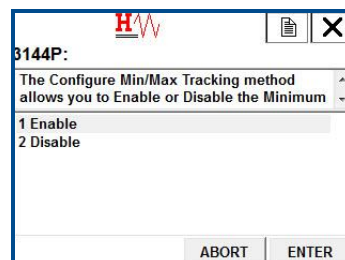 H
3144P:
The Configure Min/Max Tracking method
allows you to Enable or Disable the Minimum
1 Enable
2 Disable
ABORT ENTER